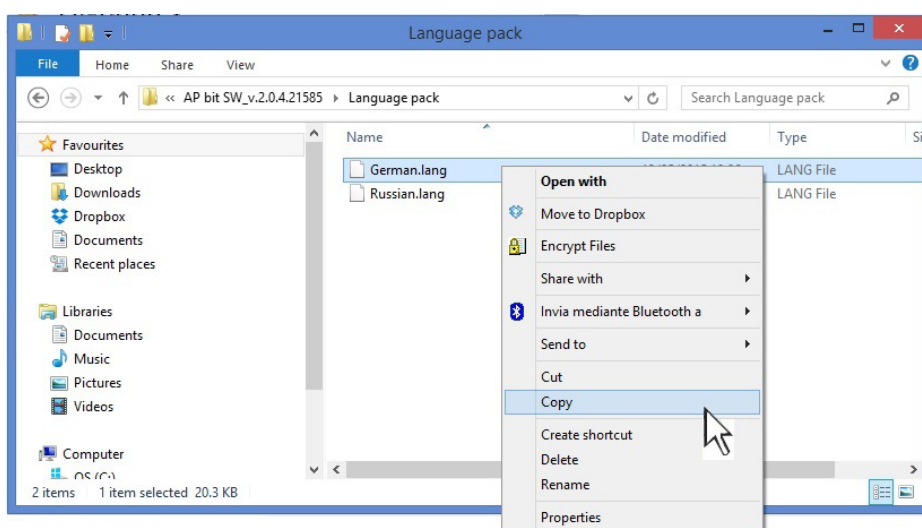 Language pack
File Home Share View
« AP bit SW_v.2.0.4.21585 Language pack Search Language pack
Name Date modified Type
Favourites
Desktop
Downloads
Dropbox
Documents
Recent places
Libraries
Documents
Music
Pictures
Videos
Computer
OS (C:)
German.lang LANG File
Russian.lang LANG File
Open with
Move to Dropbox
Encrypt Files
Share with
Invia mediante Bluetooth a
Send to
Cut
Copy
Create shortcut
Delete
Rename
Properties
2 items 1 item selected 20.3 KB